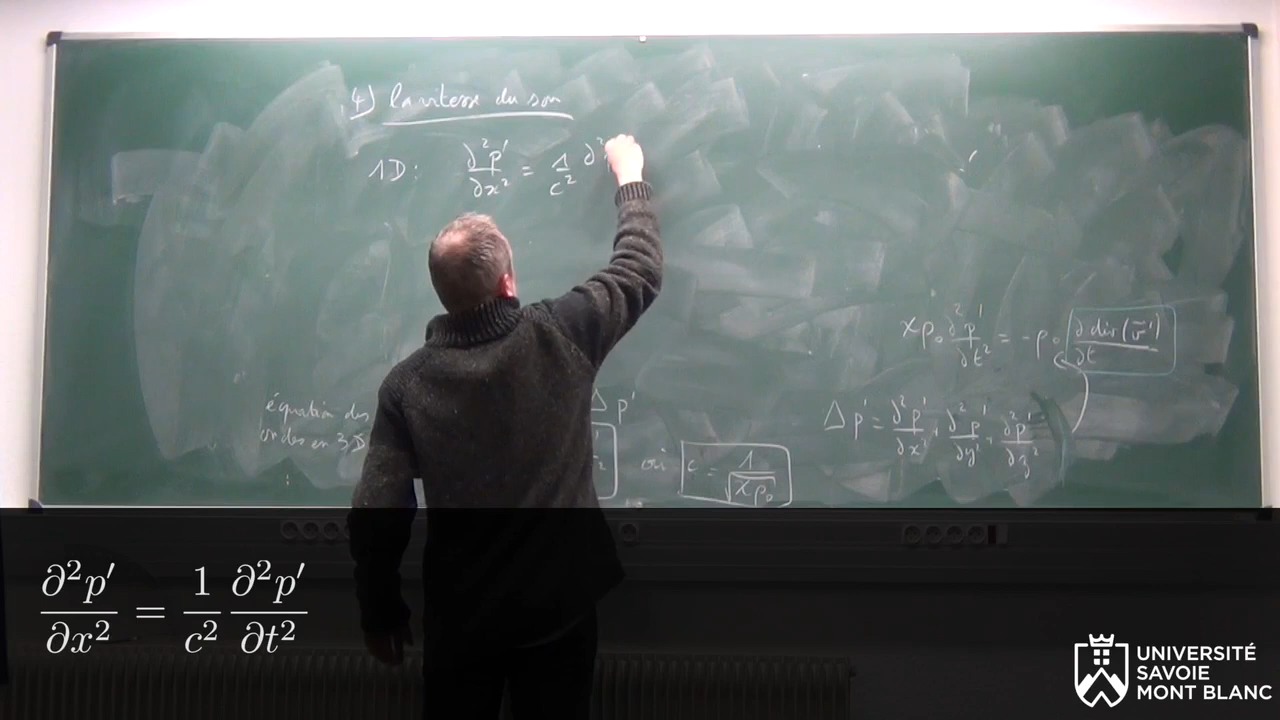 4) la vitesse du son
1D: ∂²p'/∂x² = 1/c² ∂²
χρ₀ ∂²p'/∂t² = -ρ₀ ∂ div(v')/∂t
équation des
ondes en 3D
:
Δp'
où c = 1/√(χρ₀)
Δp' = ∂²p'/∂x² + ∂²p'/∂y² + ∂²p'/∂z²
∂²p'/∂x² = 1/c² ∂²p'/∂t²
UNIVERSITÉ
SAVOIE
MONT BLANC